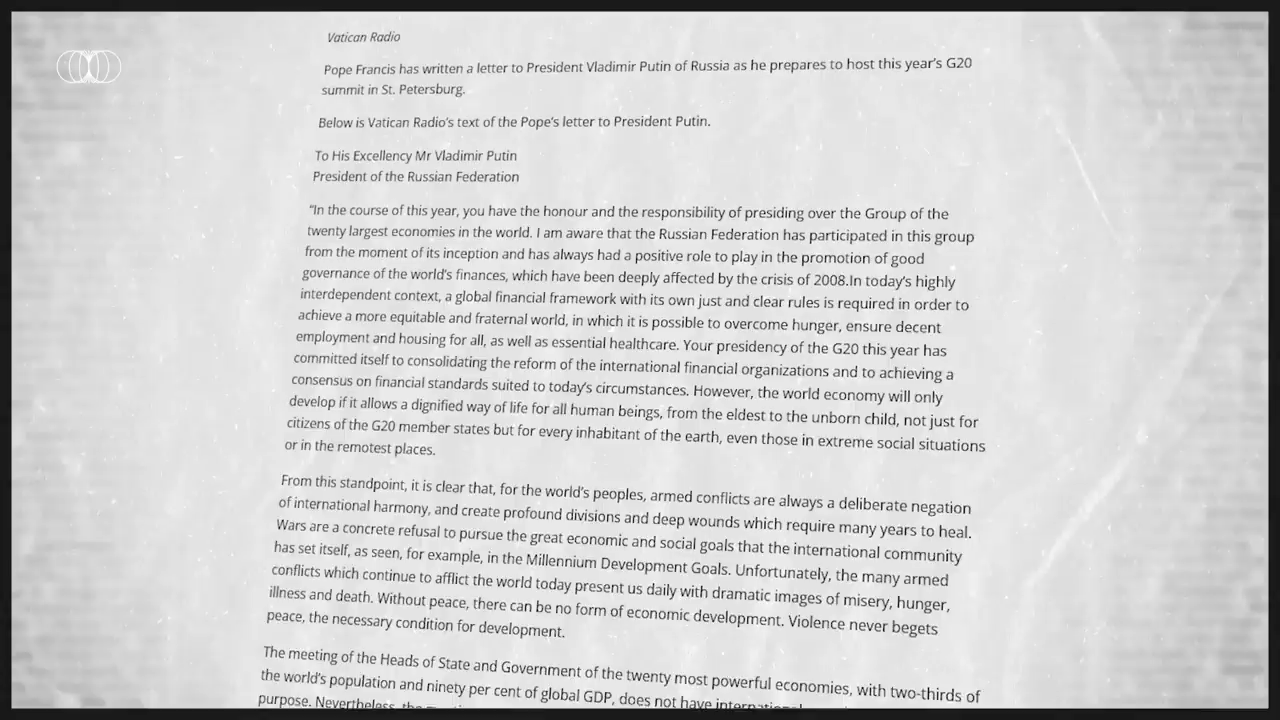 Vatican Radio
Pope Francis has written a letter to President Vladimir Putin of Russia as he prepares to host this year's G20
summit in St. Petersburg.
Below is Vatican Radio's text of the Pope's letter to President Putin.
To His Excellency Mr Vladimir Putin
President of the Russian Federation
“In the course of this year, you have the honour and the responsibility of presiding over the Group of the
twenty largest economies in the world. I am aware that the Russian Federation has participated in this group
from the moment of its inception and has always had a positive role to play in the promotion of good
governance of the world's finances, which have been deeply affected by the crisis of 2008.In today's highly
interdependent context, a global financial framework with its own just and clear rules is required in order to
achieve a more equitable and fraternal world, in which it is possible to overcome hunger, ensure decent
employment and housing for all, as well as essential healthcare. Your presidency of the G20 this year has
committed itself to consolidating the reform of the international financial organizations and to achieving a
consensus on financial standards suited to today's circumstances. However, the world economy will only
develop if it allows a dignified way of life for all human beings, from the eldest to the unborn child, not just for
citizens of the G20 member states but for every inhabitant of the earth, even those in extreme social situations
or in the remotest places.
From this standpoint, it is clear that, for the world's peoples, armed conflicts are always a deliberate negation
of international harmony, and create profound divisions and deep wounds which require many years to heal.
Wars are a concrete refusal to pursue the great economic and social goals that the international community
has set itself, as seen, for example, in the Millennium Development Goals. Unfortunately, the many armed
conflicts which continue to afflict the world today present us daily with dramatic images of misery, hunger,
illness and death. Without peace, there can be no form of economic development. Violence never begets
peace, the necessary condition for development.
The meeting of the Heads of State and Government of the twenty most powerful economies, with two-thirds of
the world's population and ninety per cent of global GDP, does not have international
purpose. Nevertheless, the